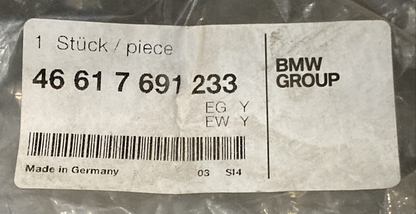 1 Stück / piece
46 61 7 691 233
EG Y
EW Y
Made in Germany 03 SI4
BMW
GROUP